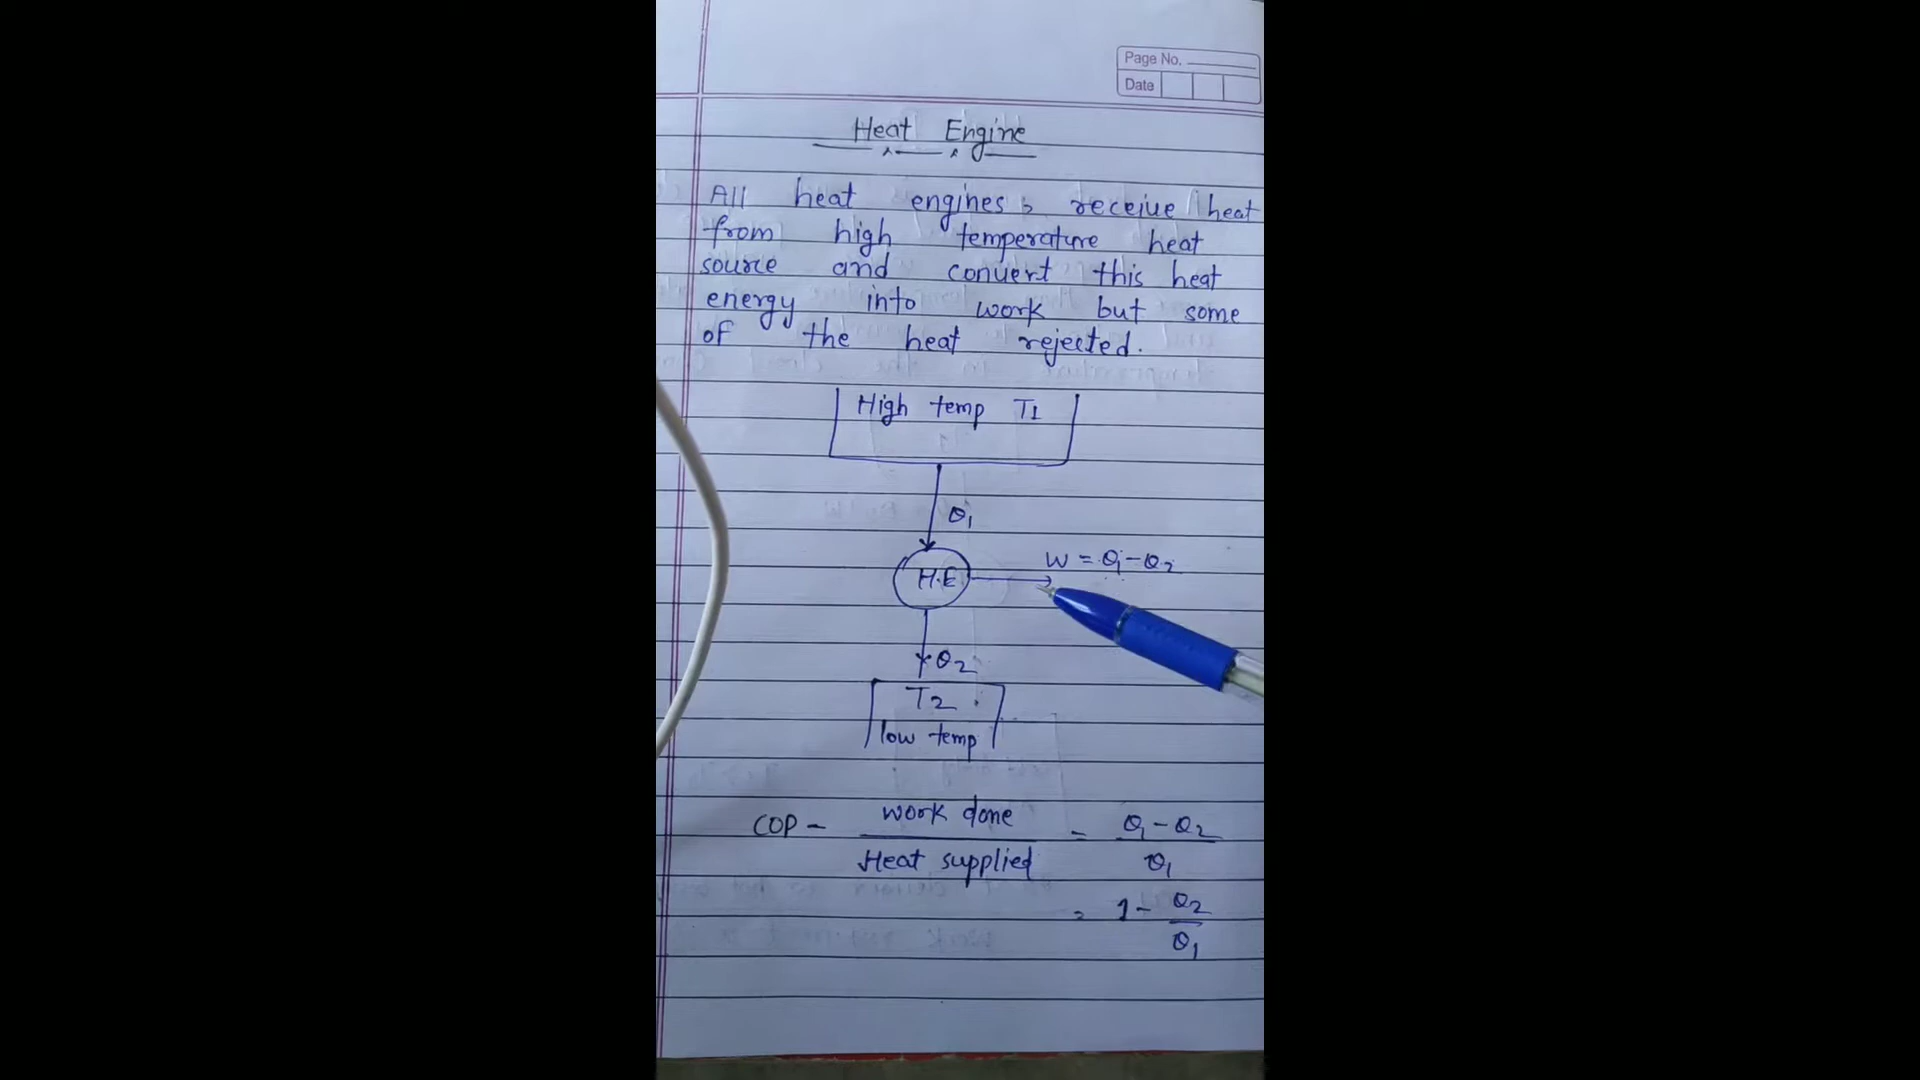 Page No.
Date
Heat Engine
All heat engines, receive heat
from high temperature heat
source and convert this heat
energy into work but some
of the heat rejected.
High temp T1
Q1
H.E
W = Q1 - Q2
Q2
T2
low temp
COP - work done / Heat supplied = Q1 - Q2 / Q1
= 1 - Q2 / Q1